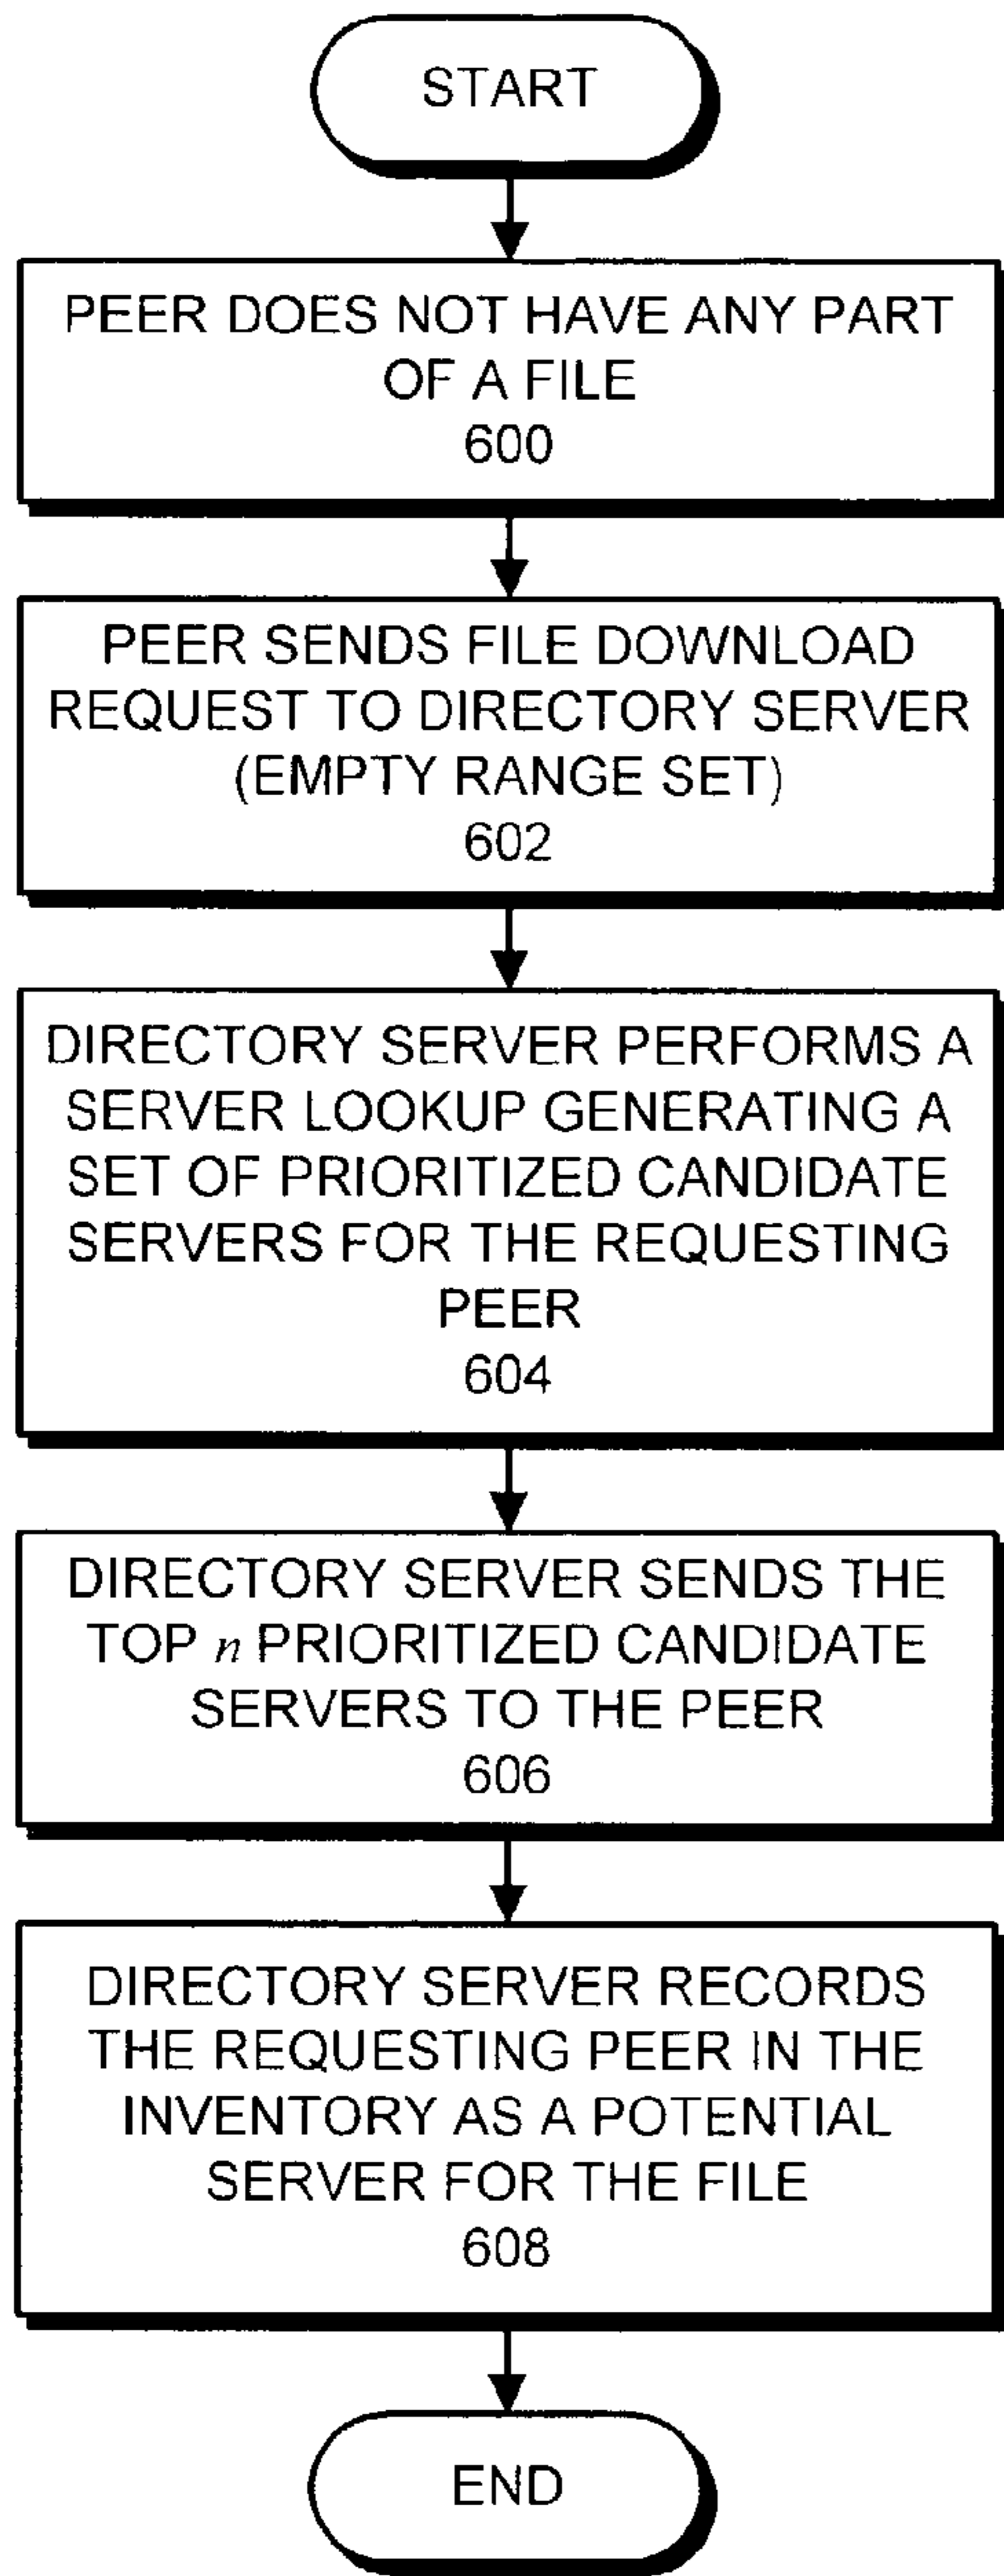 START
PEER DOES NOT HAVE ANY PART
OF A FILE
600
PEER SENDS FILE DOWNLOAD
REQUEST TO DIRECTORY SERVER
(EMPTY RANGE SET)
602
DIRECTORY SERVER PERFORMS A
SERVER LOOKUP GENERATING A
SET OF PRIORITIZED CANDIDATE
SERVERS FOR THE REQUESTING
PEER
604
DIRECTORY SERVER SENDS THE
TOP n PRIORITIZED CANDIDATE
SERVERS TO THE PEER
606
DIRECTORY SERVER RECORDS
THE REQUESTING PEER IN THE
INVENTORY AS A POTENTIAL
SERVER FOR THE FILE
608
END